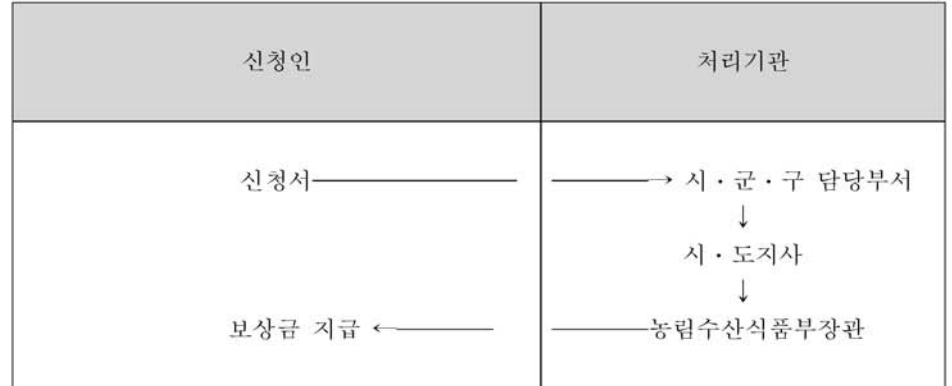 신청인 처리기관
신청서 → 시·군·구 담당부서
↓
시·도지사
↓
보상금 지급 ← 농림수산식품부장관